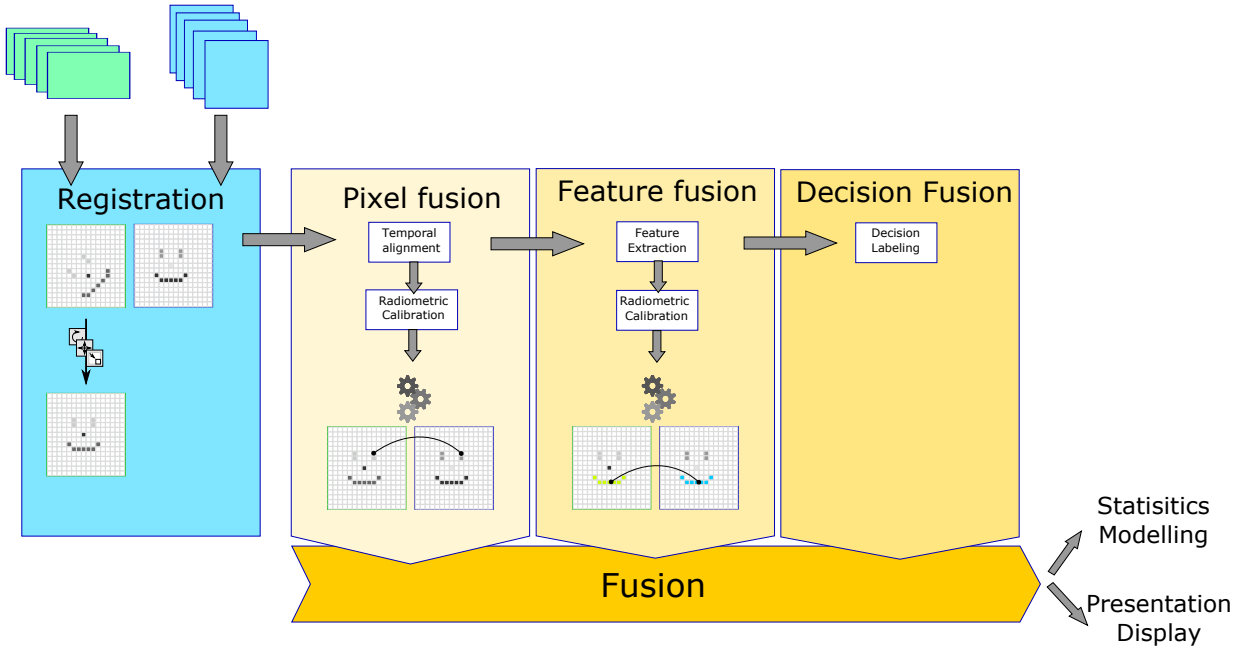 Registration
Pixel fusion
Temporal
alignment
Radiometric
Calibration
Feature fusion
Feature
Extraction
Radiometric
Calibration
Decision Fusion
Decision
Labeling
Fusion
Statisitics
Modelling
Presentation
Display